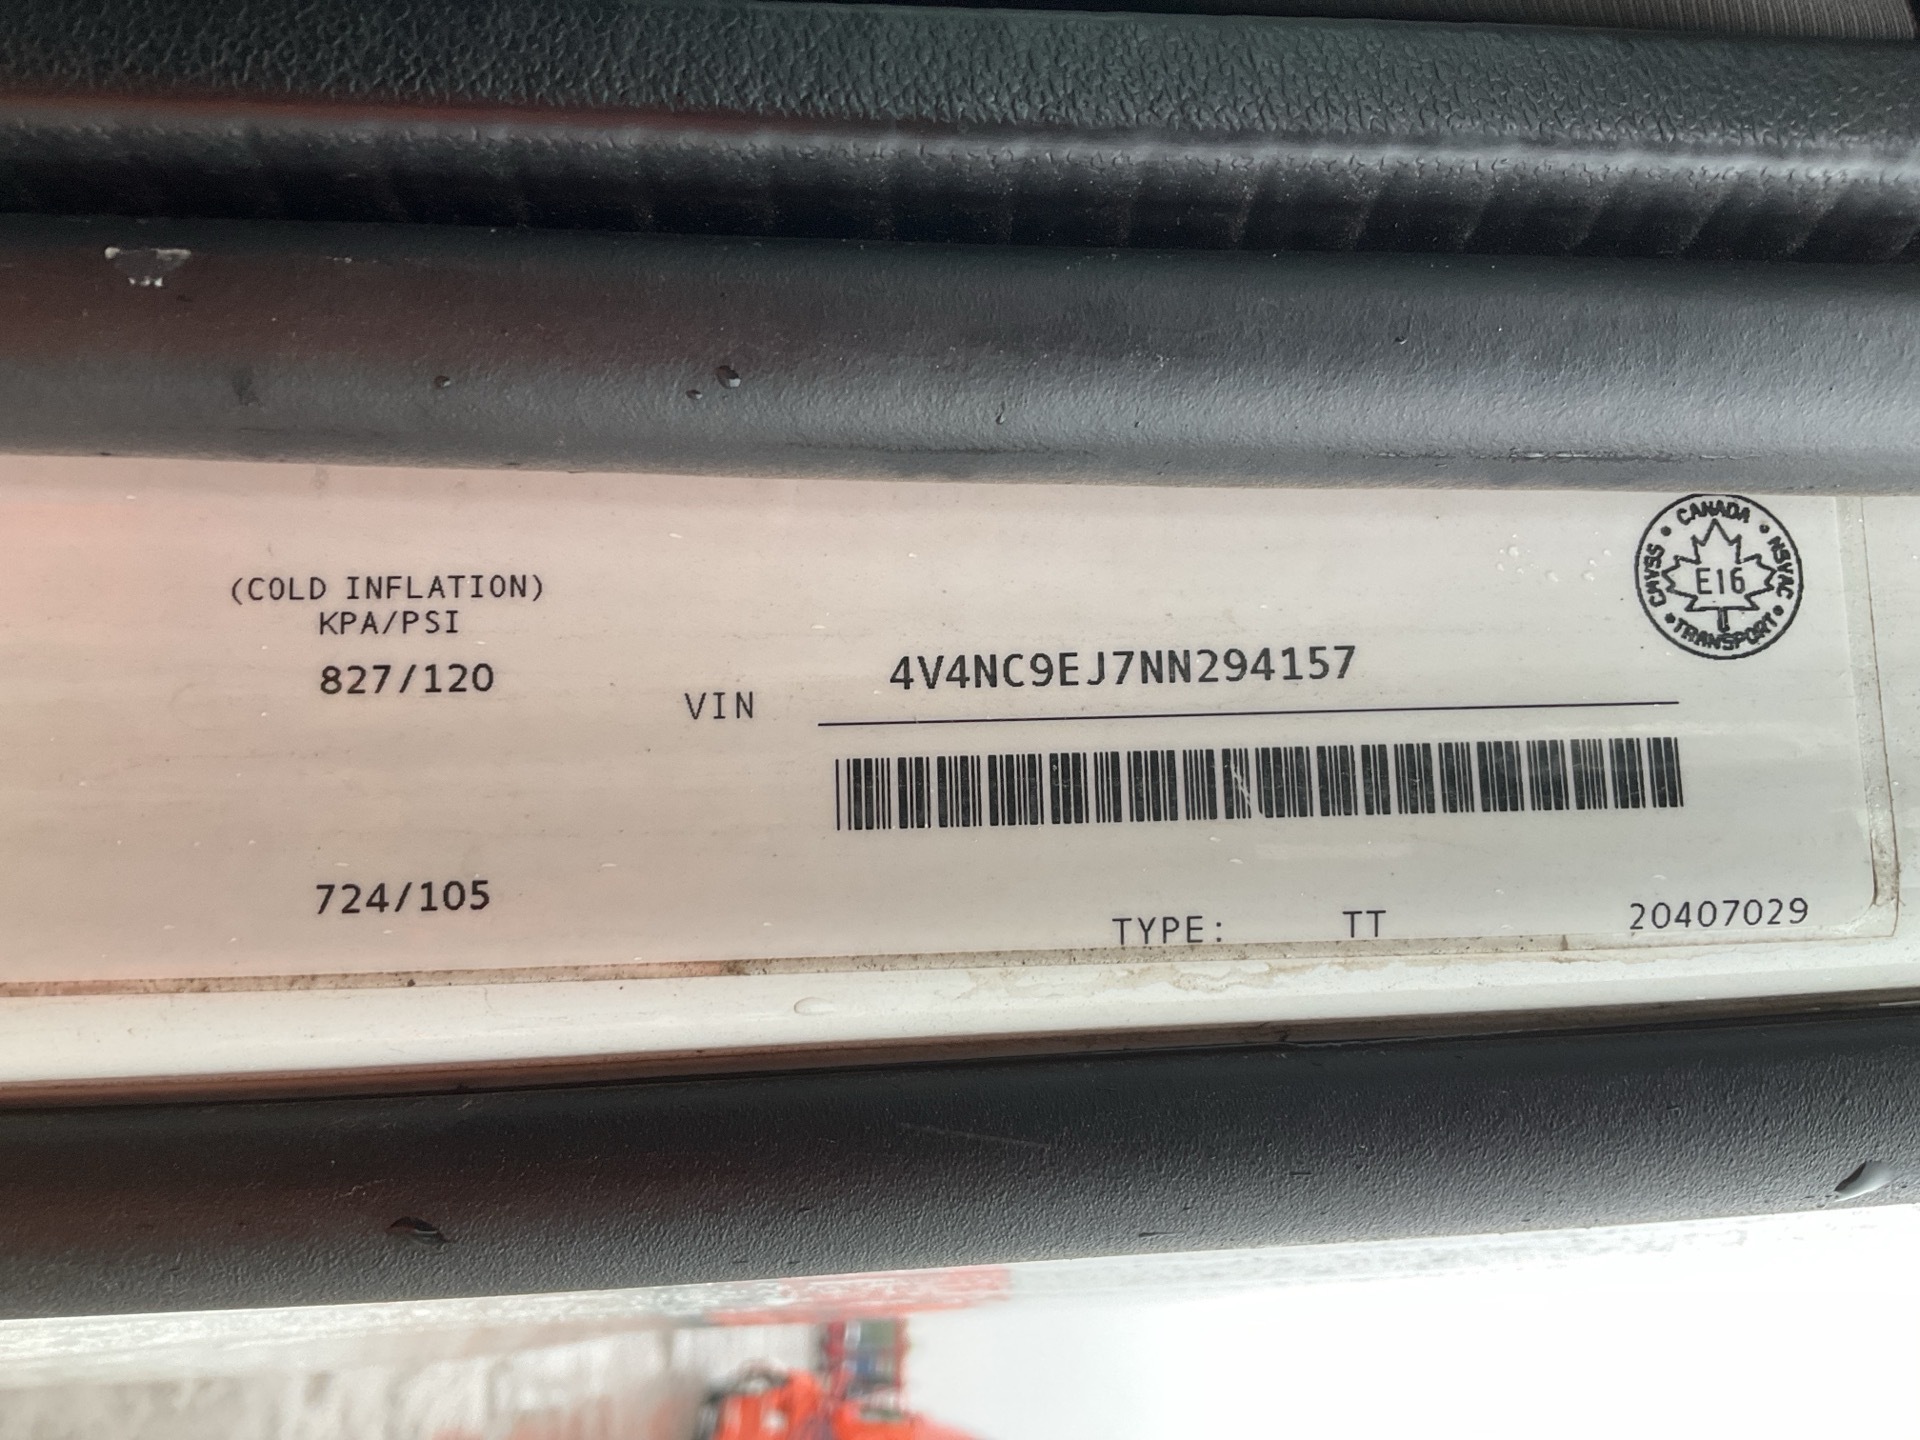 (COLD INFLATION)
KPA/PSI
827/120
724/105
VIN 4V4NC9EJ7NN294157
TYPE: TT 20407029
CANADA
CMVSS NSVAC
E16
TRANSPORT